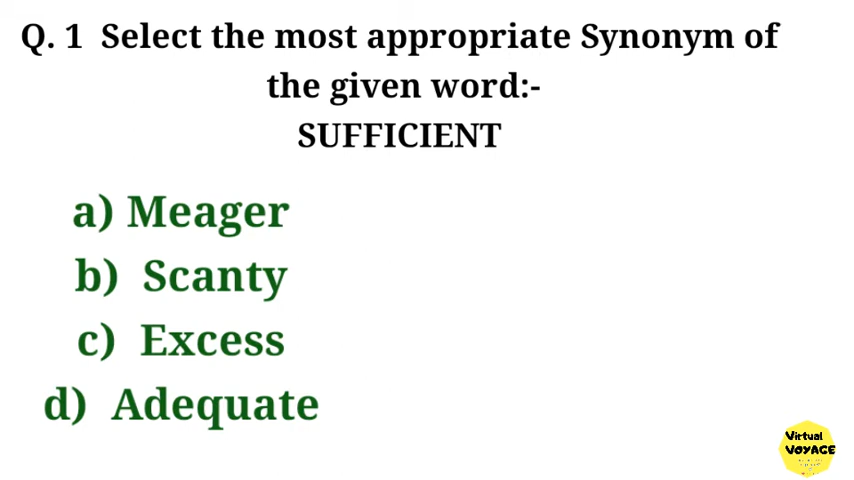 Q. 1 Select the most appropriate Synonym of
the given word:-
SUFFICIENT
a) Meager
b) Scanty
c) Excess
d) Adequate
Virtual
VOYAGE